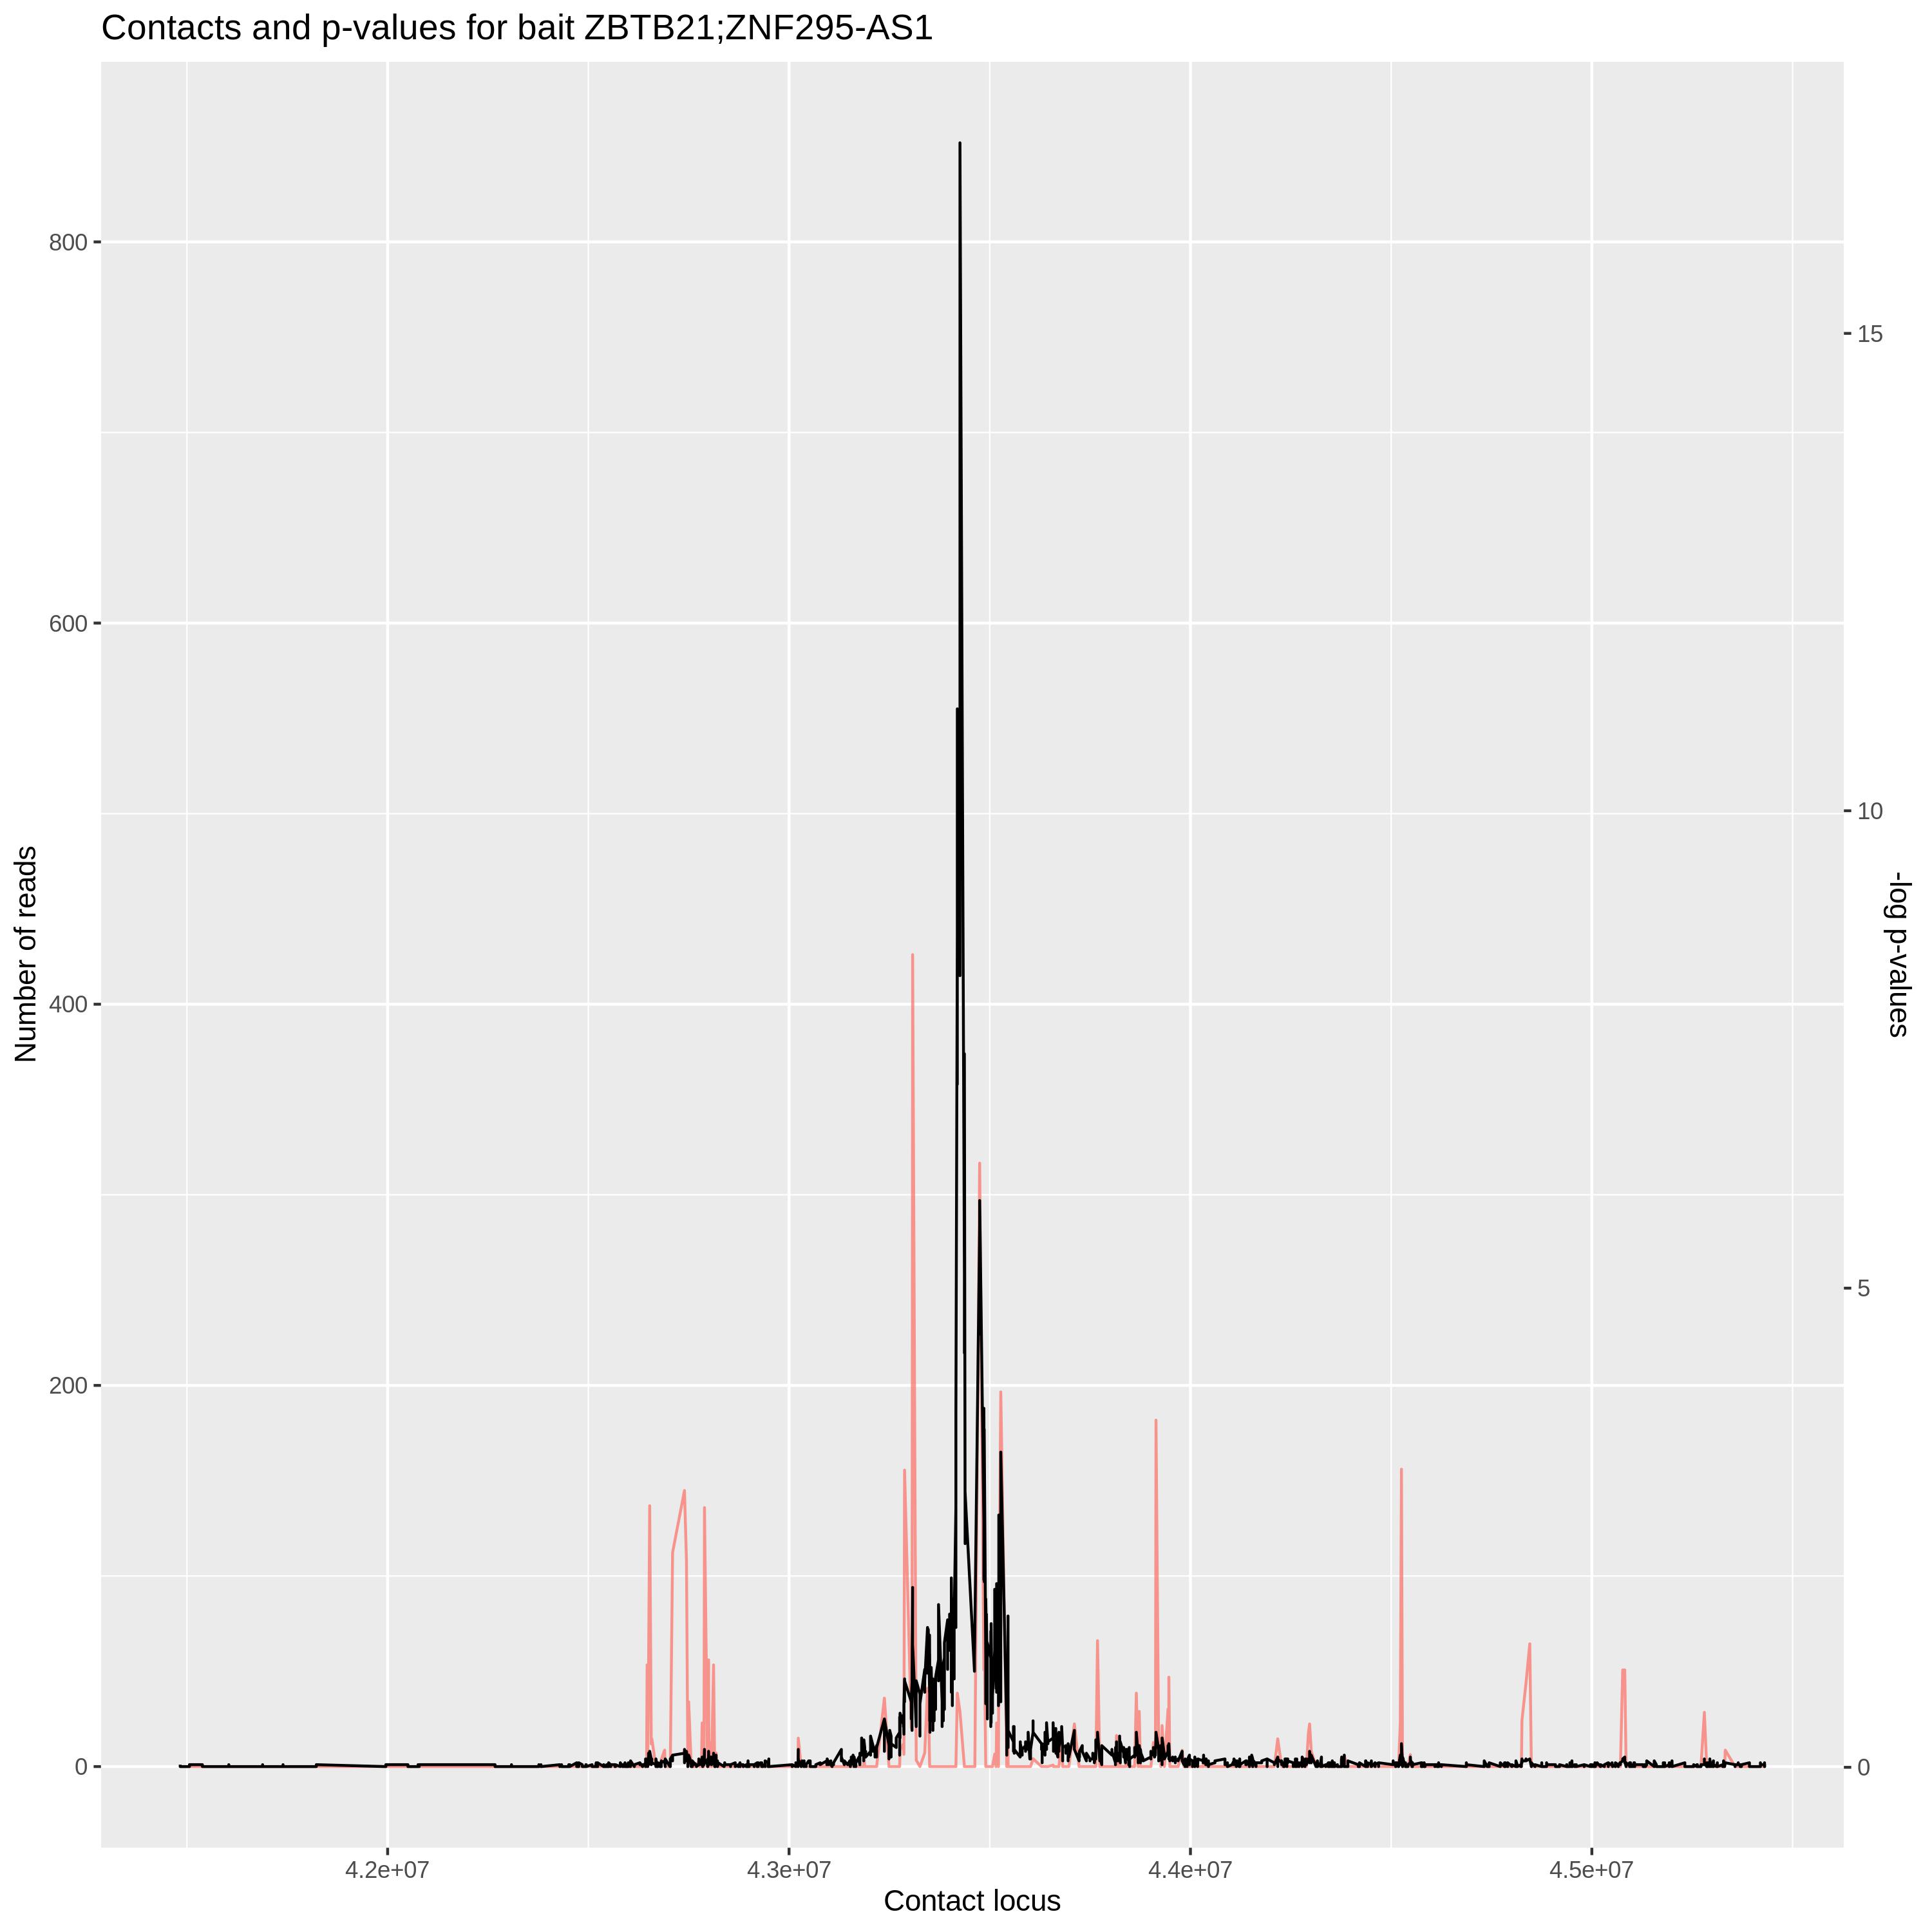 Contacts and p-values for bait ZBTB21;ZNF295-AS1
Number of reads
800
600
400
200
0
15
10
5
0
-log p-values
4.2e+07
4.3e+07
4.4e+07
4.5e+07
Contact locus